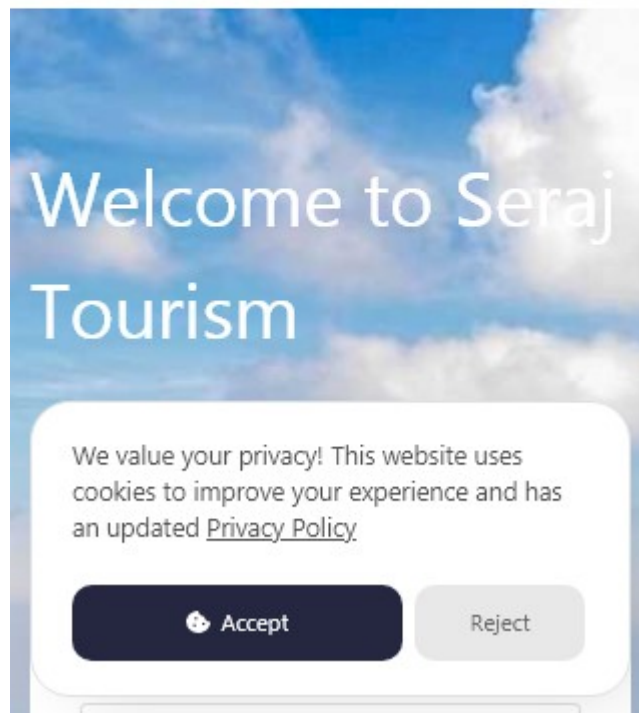 Welcome to Seraj
Tourism
We value your privacy! This website uses
cookies to improve your experience and has
an updated Privacy Policy
Accept
Reject